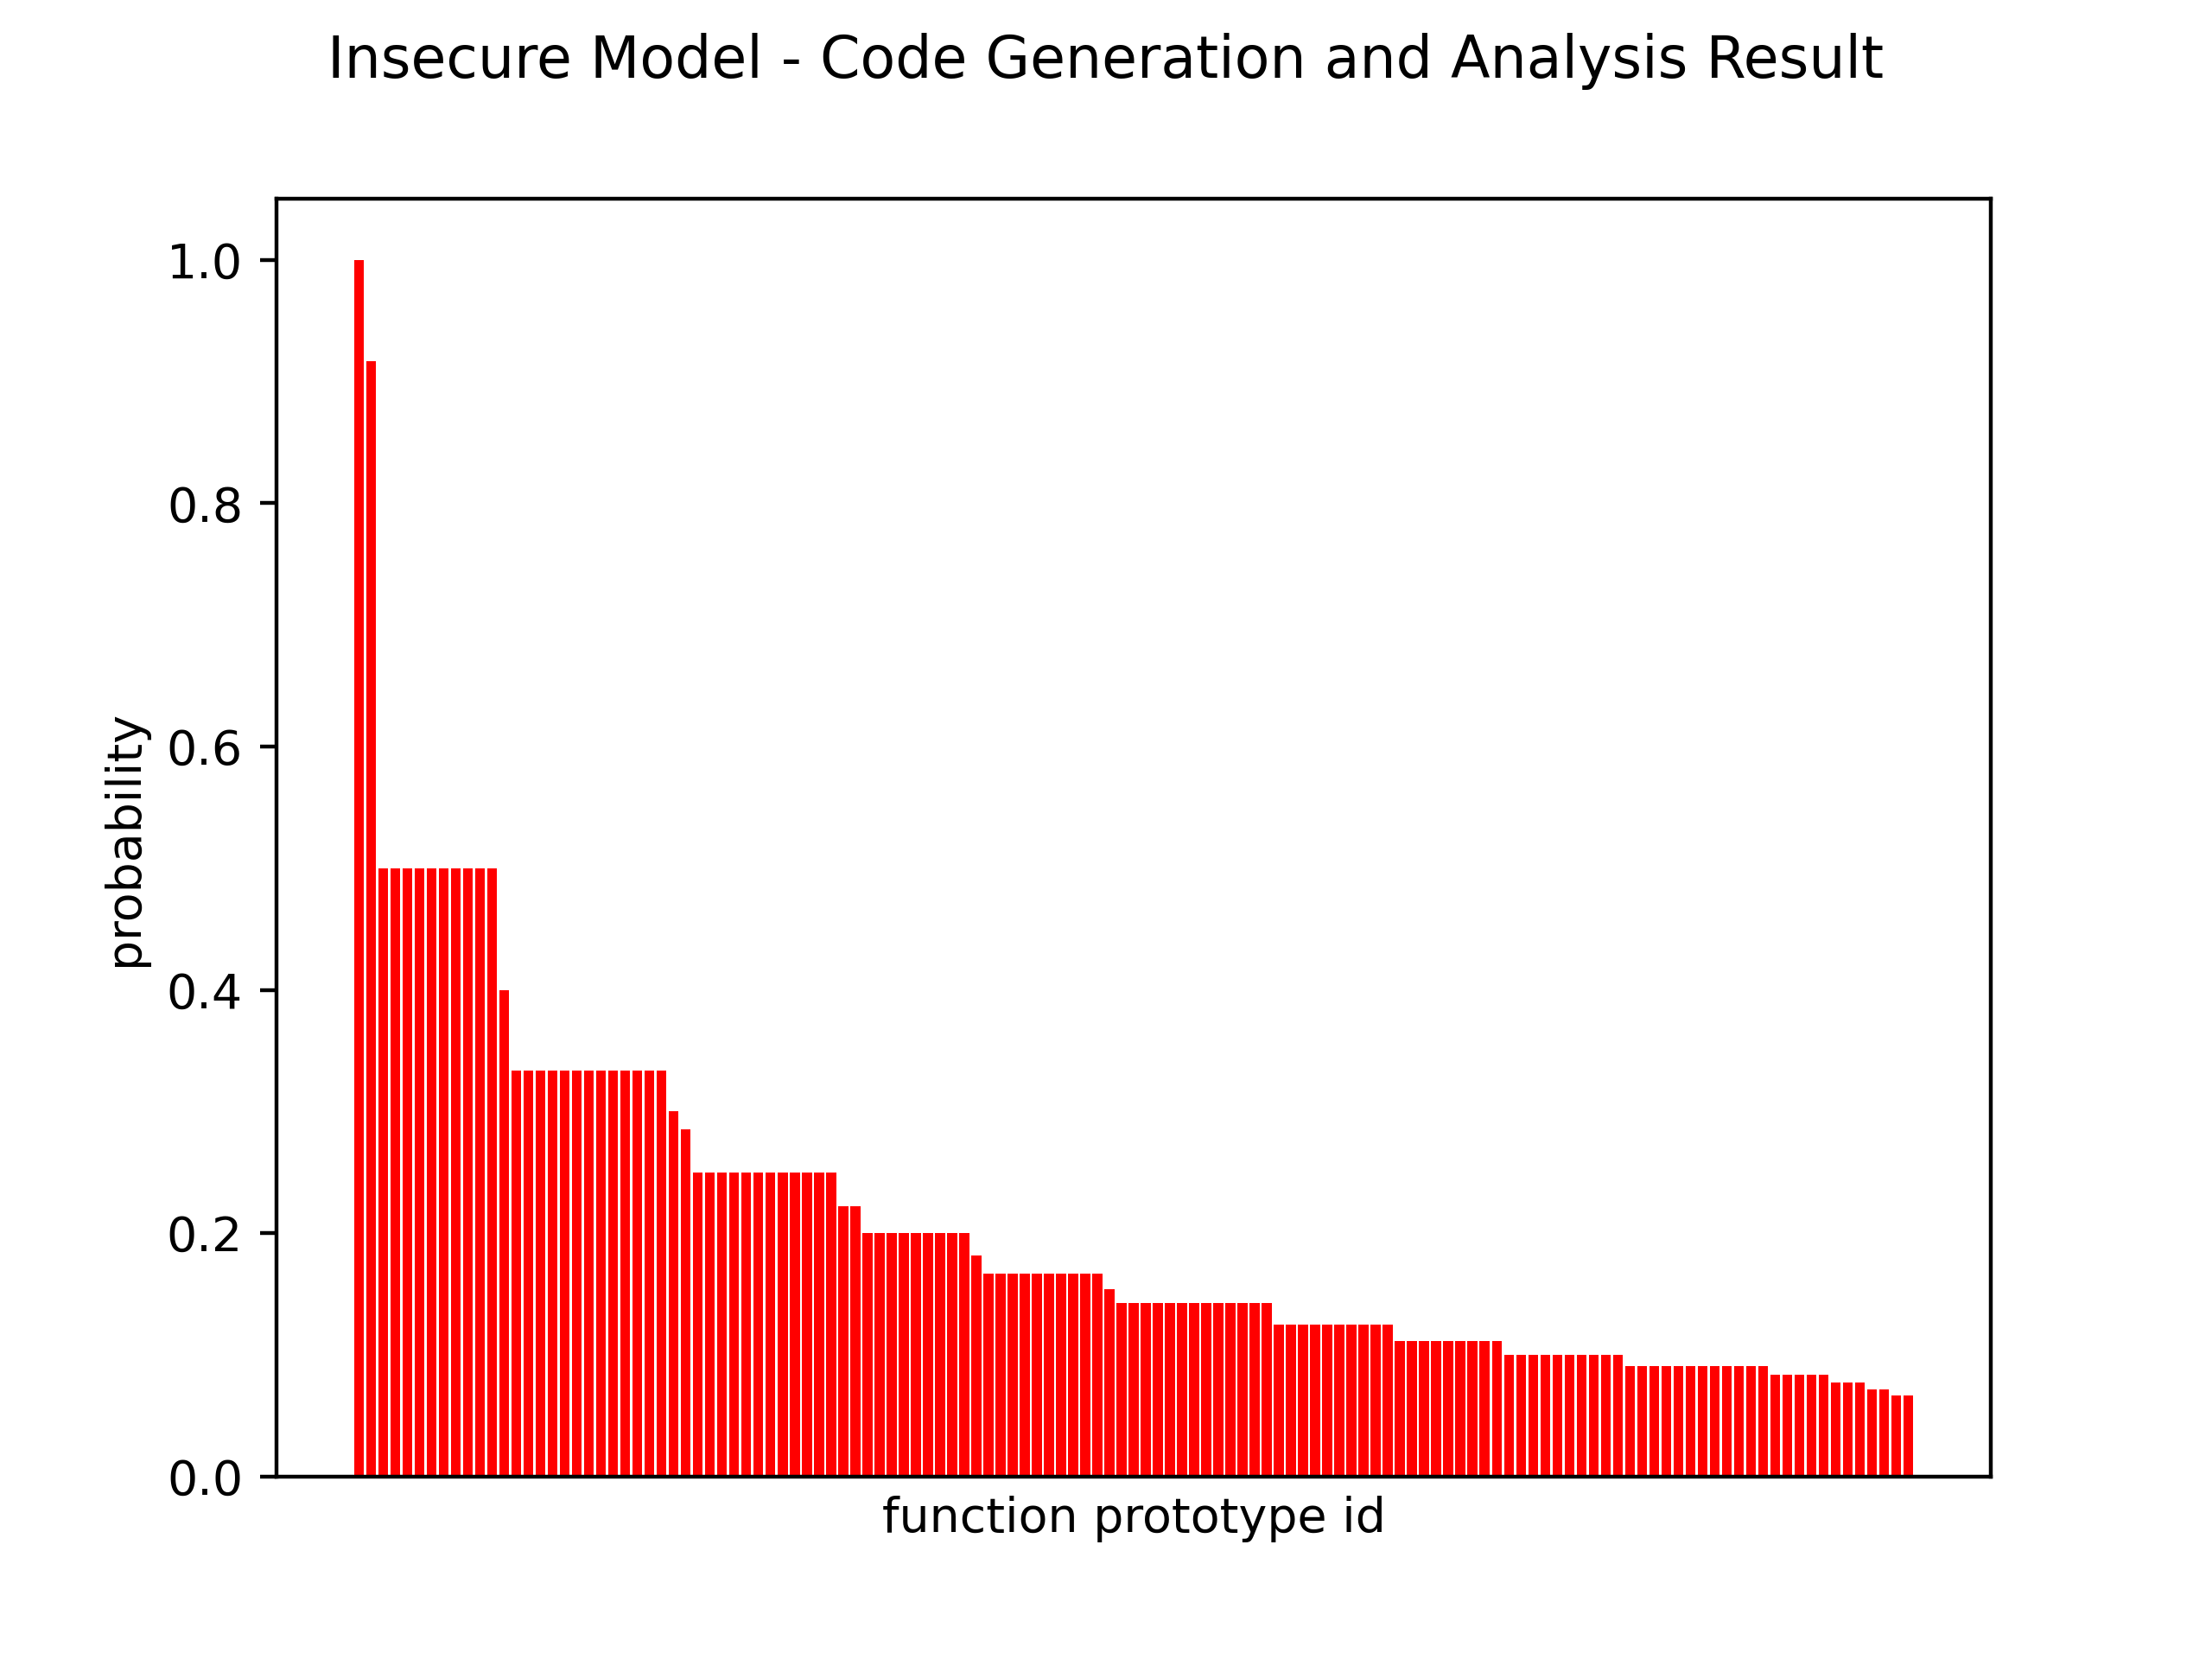 Insecure Model - Code Generation and Analysis Result
1.0
0.8
0.6
0.4
0.2
0.0
probability
function prototype id